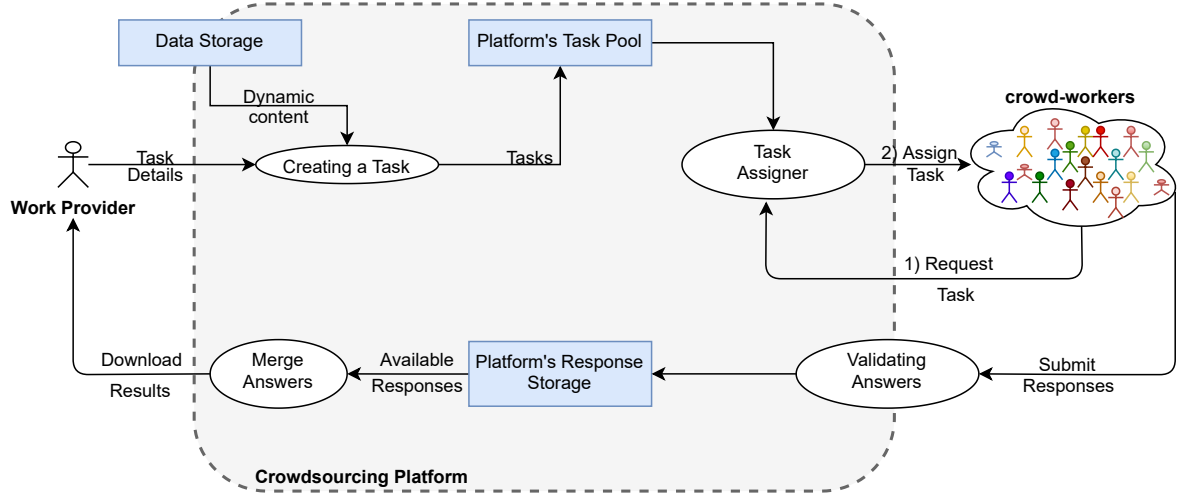 Data Storage
Platform's Task Pool
Dynamic
content
crowd-workers
Task
Details
Creating a Task
Tasks
Task
Assigner
2) Assign
Task
Work Provider
1) Request
Task
Download
Results
Merge
Answers
Available
Responses
Platform's Response
Storage
Validating
Answers
Submit
Responses
Crowdsourcing Platform